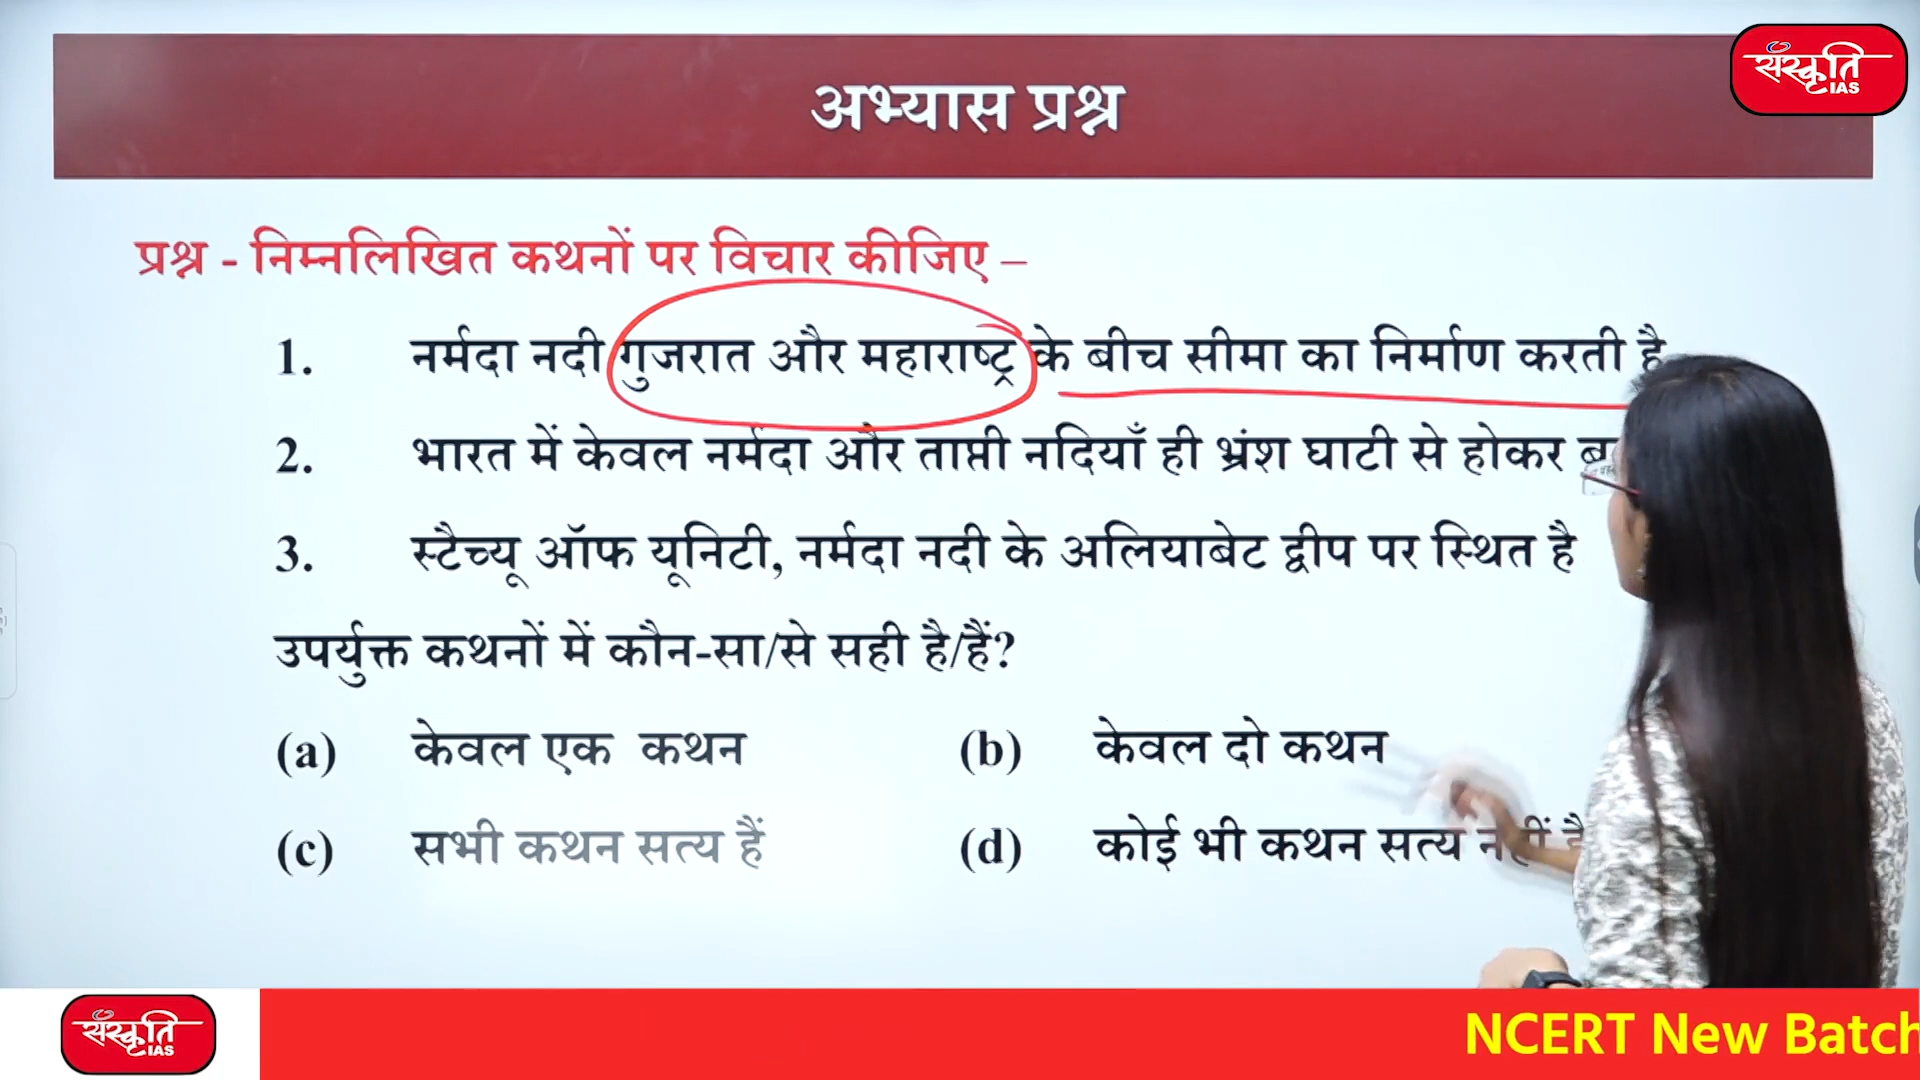 संस्कृति
IAS
अभ्यास प्रश्न
प्रश्न - निम्नलिखित कथनों पर विचार कीजिए –
1. नर्मदा नदी गुजरात और महाराष्ट्र के बीच सीमा का निर्माण करती है
2. भारत में केवल नर्मदा और ताप्ती नदियाँ ही भ्रंश घाटी से होकर
3. स्टैच्यू ऑफ यूनिटी, नर्मदा नदी के अलियाबेट द्वीप पर स्थित है
उपर्युक्त कथनों में कौन-सा/से सही है/हैं?
(a) केवल एक कथन (b) केवल दो कथन
(c) सभी कथन सत्य हैं (d) कोई भी कथन सत्य नहीं है
संस्कृति
IAS
NCERT New Batch